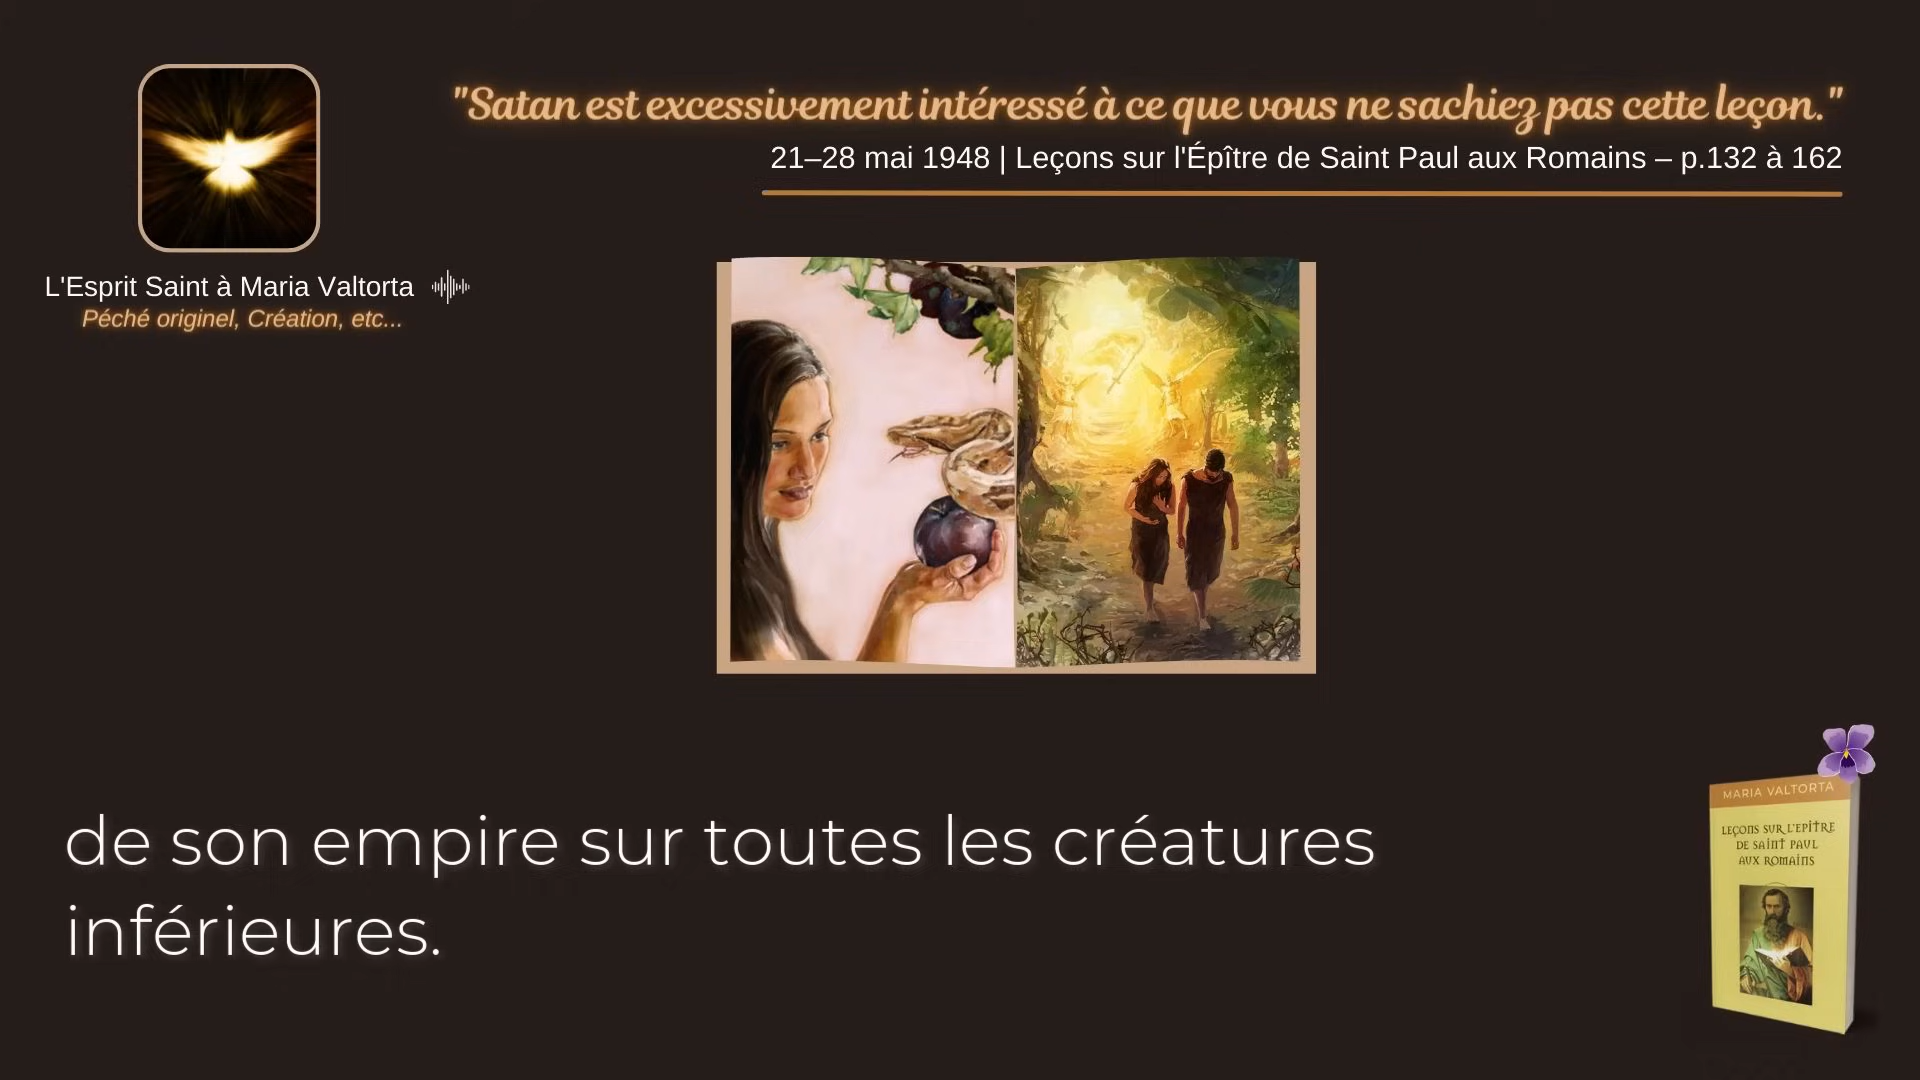 "Satan est excessivement intéressé à ce que vous ne sachiez pas cette leçon."
21–28 mai 1948 | Leçons sur l'Épître de Saint Paul aux Romains – p.132 à 162
L'Esprit Saint à Maria Valtorta
Péché originel, Création, etc...
de son empire sur toutes les créatures
inférieures.
MARIA VALTORTA
LEÇONS SUR L'EPÎTRE
DE SAINT PAUL
AUX ROMAINS